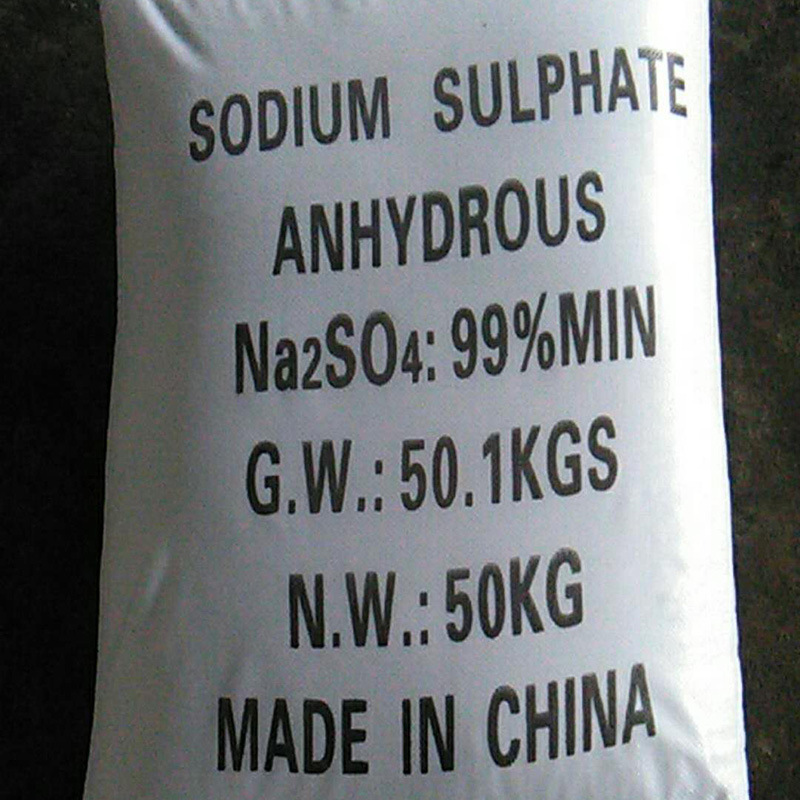 SODIUM SULPHATE
ANHYDROUS
Na2SO4: 99%MIN
G.W.: 50.1KGS
N.W.: 50KG
MADE IN CHINA